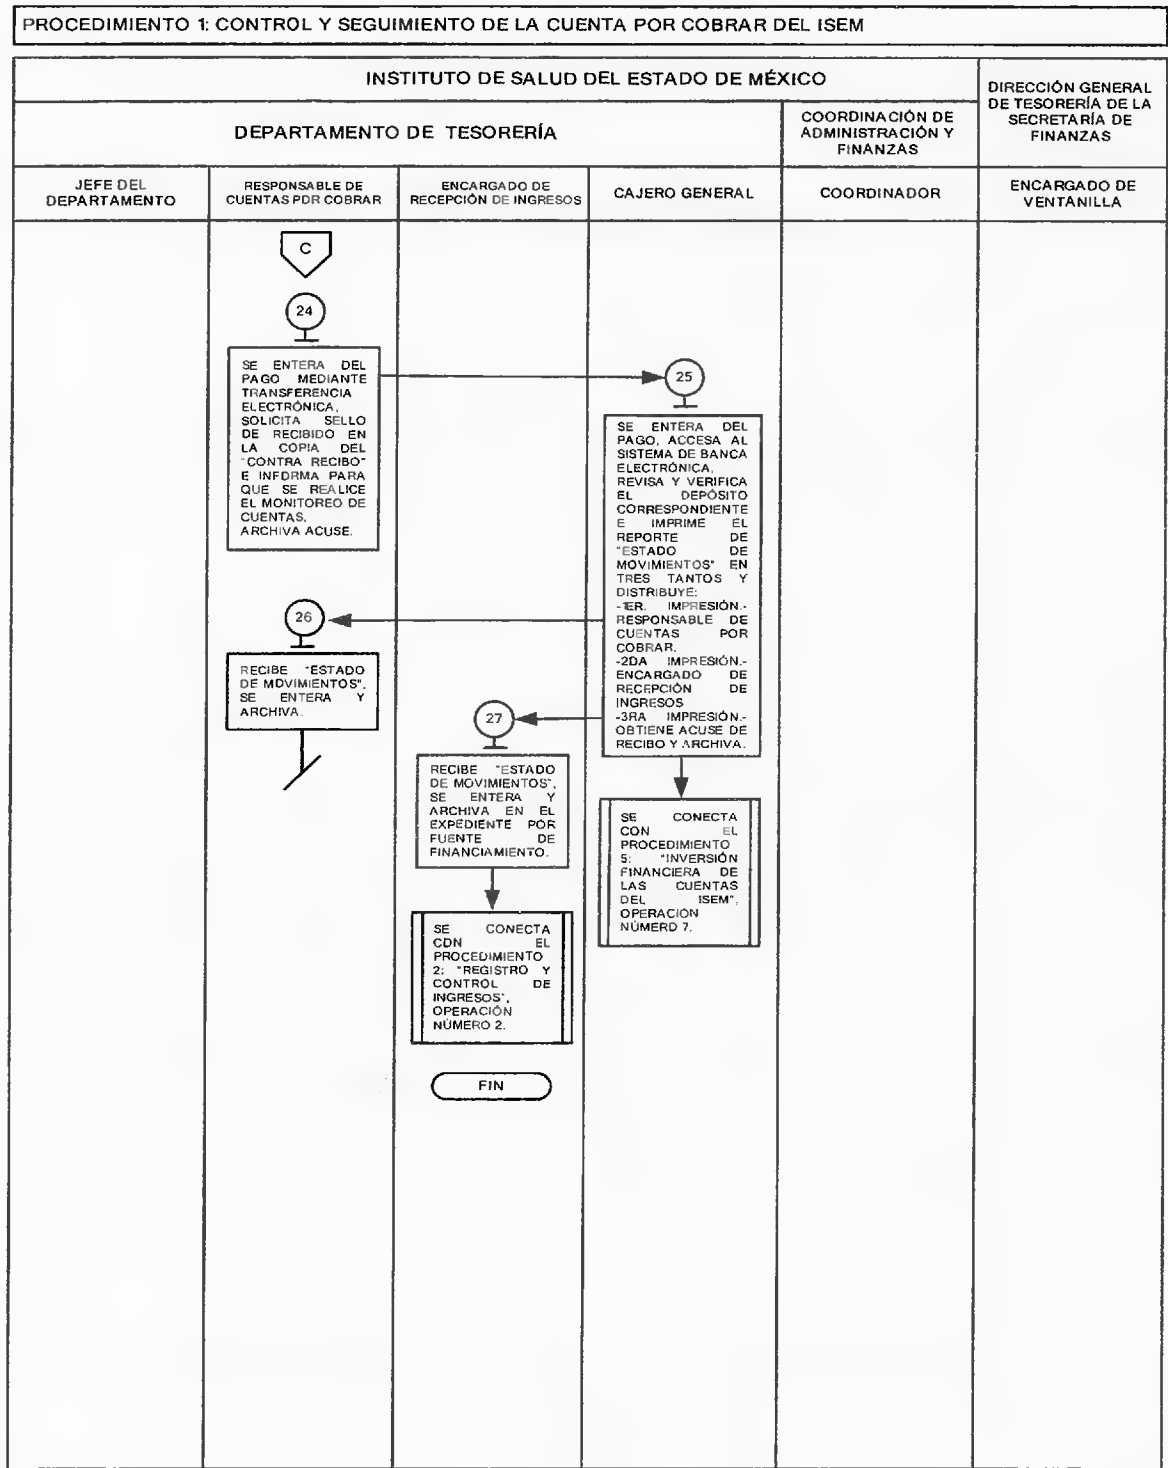 PROCEDIMIENTO 1: CONTROL Y SEGUIMIENTO DE LA CUENTA POR COBRAR DEL ISEM
INSTITUTO DE SALUD DEL ESTADO DE MÉXICO
DIRECCIÓN GENERAL
DE TESORERÍA DE LA
SECRETARÍA DE
FINANZAS
DEPARTAMENTO DE TESORERÍA
COORDINACIÓN DE
ADMINISTRACIÓN Y
FINANZAS
JEFE DEL
DEPARTAMENTO
RESPONSABLE DE
CUENTAS POR COBRAR
ENCARGADO DE
RECEPCIÓN DE INGRESOS
CAJERO GENERAL
COORDINADOR
ENCARGADO DE
VENTANILLA
C
24
SE ENTERA DEL
PAGO MEDIANTE
TRANSFERENCIA
ELECTRÓNICA,
SOLICITA SELLO
DE RECIBIDO EN
LA COPIA DEL
"CONTRA RECIBO"
E INFORMA PARA
QUE SE REALICE
EL MONITOREO DE
CUENTAS.
ARCHIVA ACUSE.
25
SE ENTERA DEL
PAGO, ACCESA AL
SISTEMA DE BANCA
ELECTRÓNICA,
REVISA Y VERIFICA
EL DEPÓSITO
CORRESPONDIENTE
E IMPRIME EL
REPORTE DE
"ESTADO DE
MOVIMIENTOS" EN
TRES TANTOS Y
DISTRIBUYE:
-1ER. IMPRESIÓN.-
RESPONSABLE DE
CUENTAS POR
COBRAR.
-2DA IMPRESIÓN.-
ENCARGADO DE
RECEPCIÓN DE
INGRESOS
-3RA IMPRESIÓN.-
OBTIENE ACUSE DE
RECIBO Y ARCHIVA.
26
RECIBE "ESTADO
DE MOVIMIENTOS",
SE ENTERA Y
ARCHIVA.
27
RECIBE "ESTADO
DE MOVIMIENTOS",
SE ENTERA Y
ARCHIVA EN EL
EXPEDIENTE POR
FUENTE DE
FINANCIAMIENTO.
SE CONECTA
CON EL
PROCEDIMIENTO
5: "INVERSIÓN
FINANCIERA DE
LAS CUENTAS
DEL ISEM",
OPERACIÓN
NÚMERO 7.
SE CONECTA
CON EL
PROCEDIMIENTO
2: "REGISTRO Y
CONTROL DE
INGRESOS",
OPERACIÓN
NÚMERO 2.
FIN